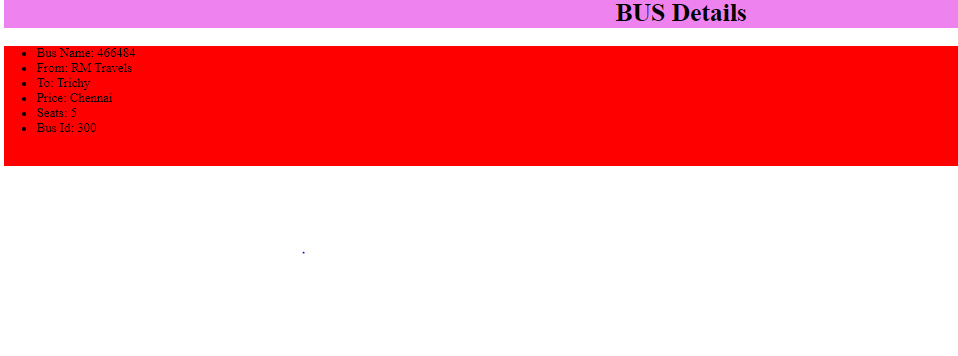 BUS Details
Bus Name: 466484
From: RM Travels
To: Trichy
Price: Chennai
Seats: 5
Bus Id: 300